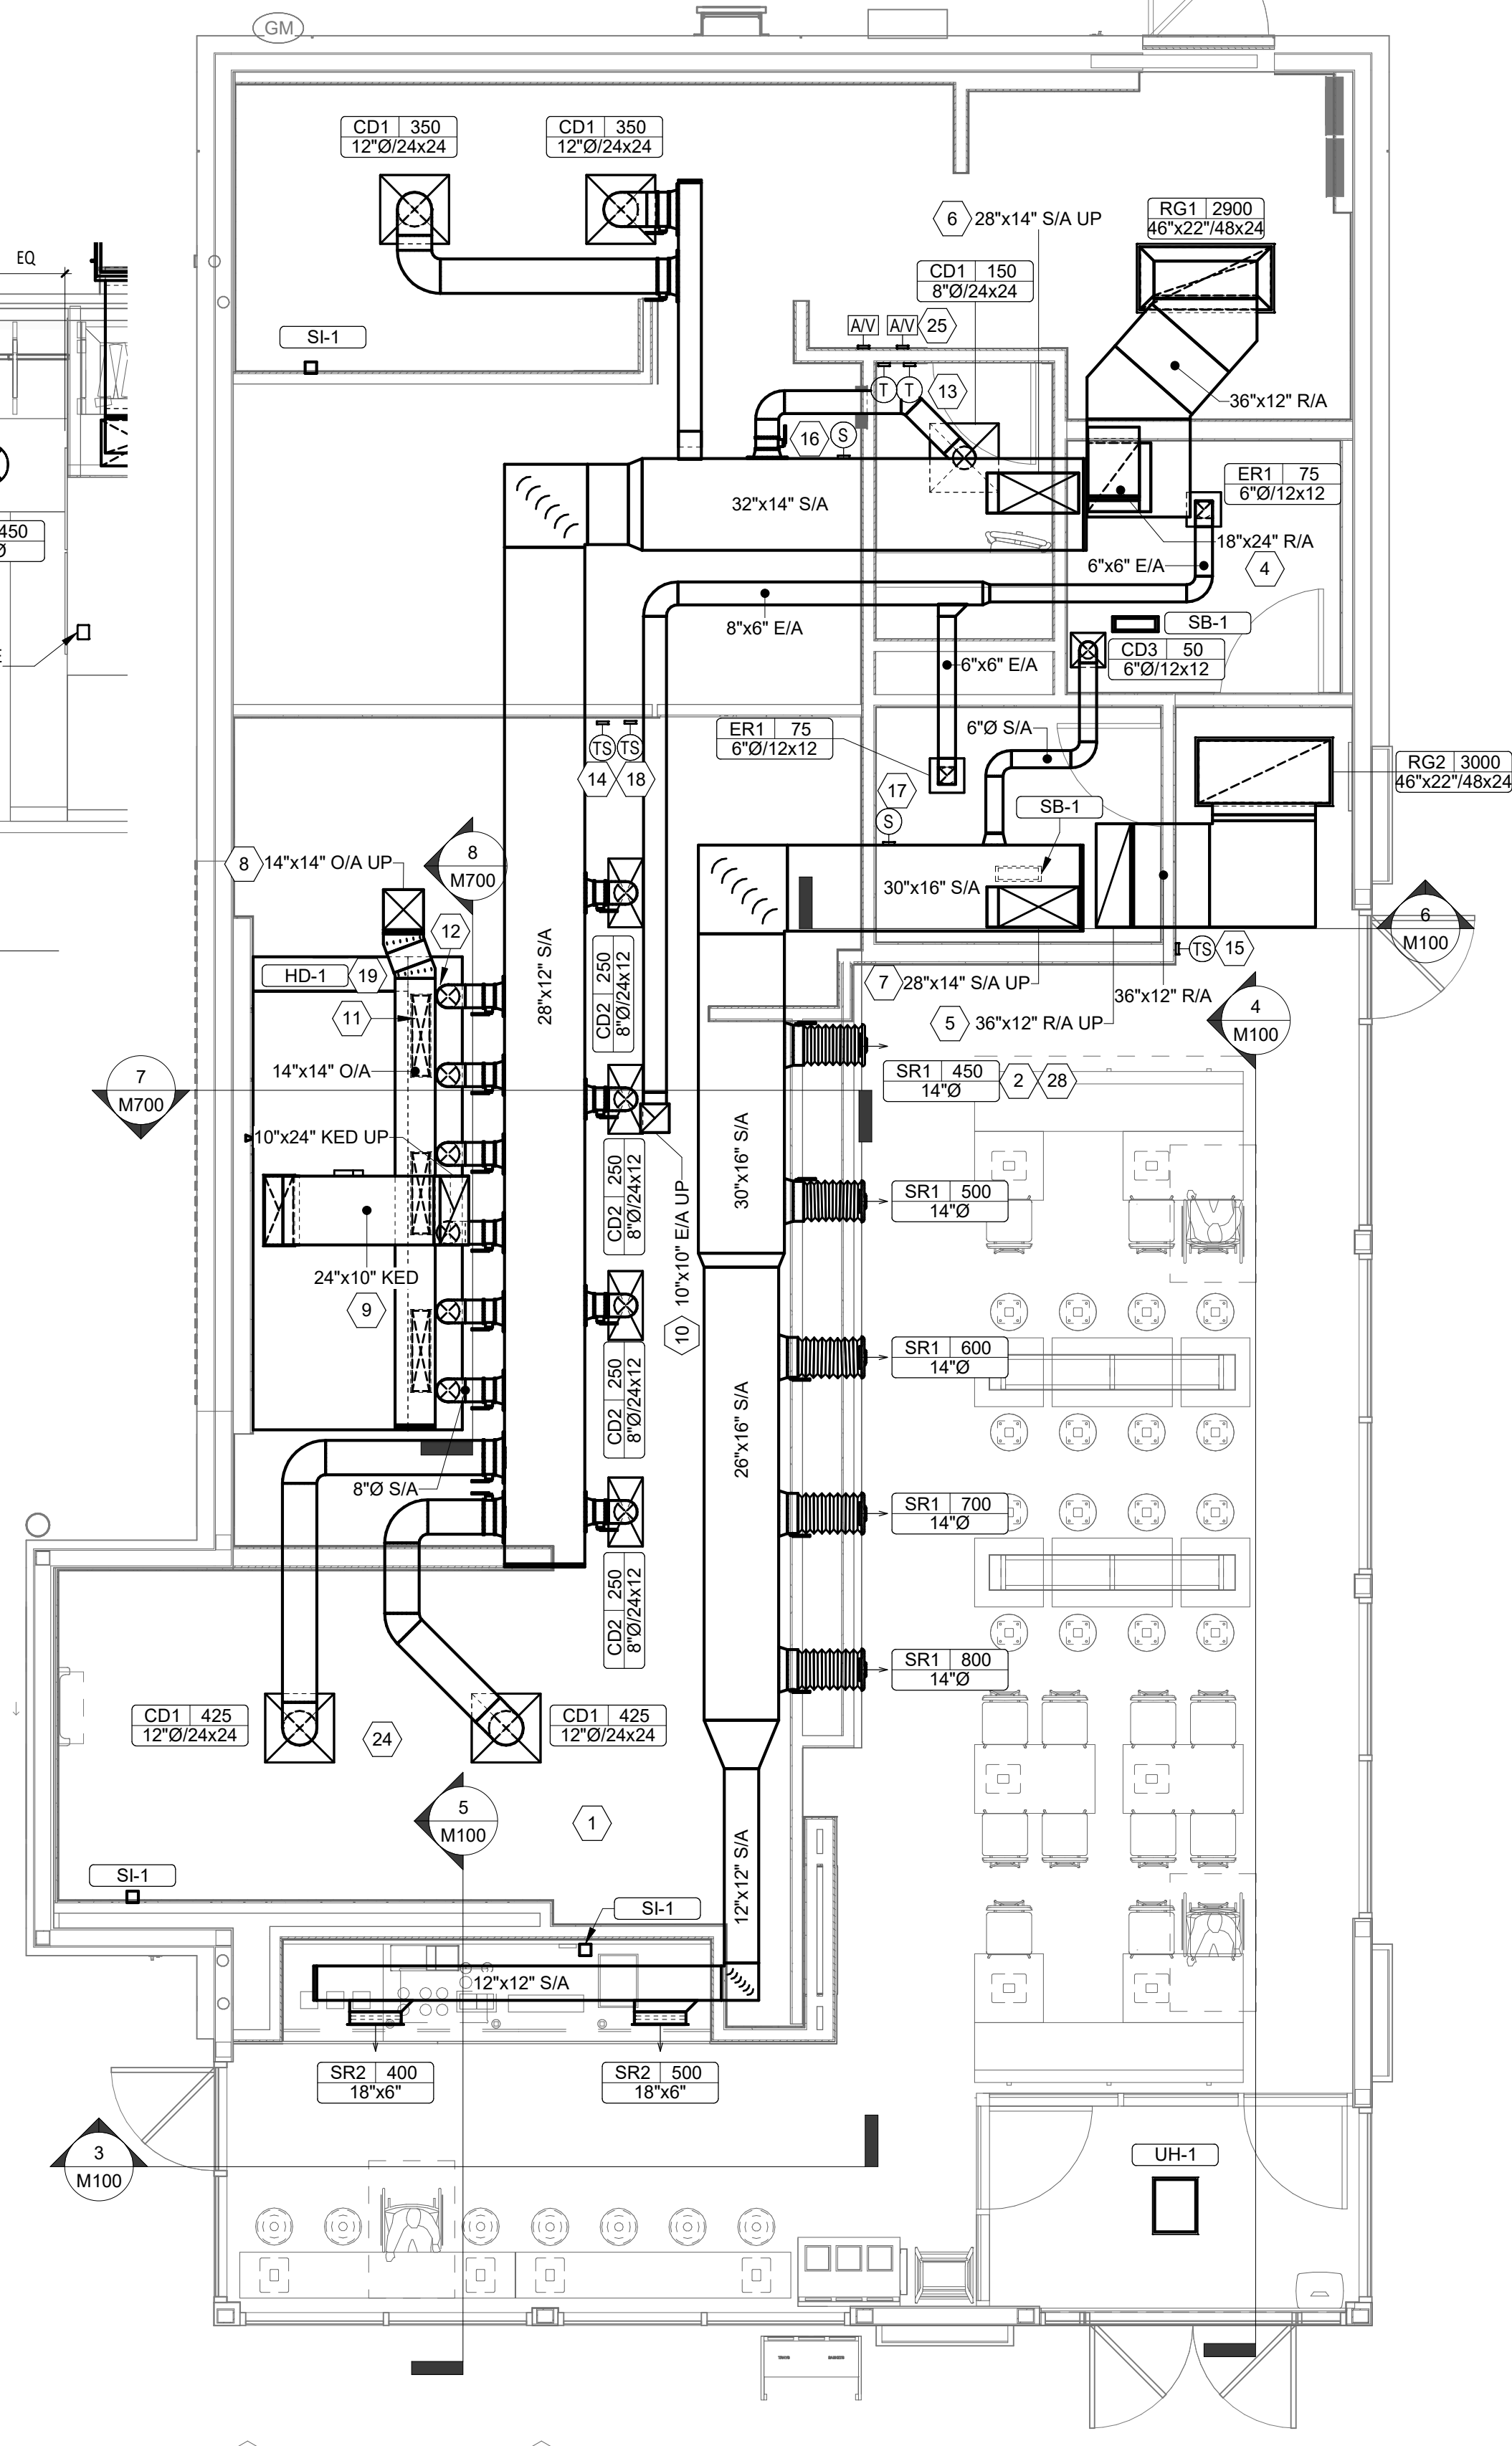 GM
CD1 350
12"Ø/24x24
CD1 350
12"Ø/24x24
EQ
6 28"x14" S/A UP
RG1 2900
46"x22"/48x24
CD1 150
8"Ø/24x24
SI-1
A/V A/V 25
T T 13
36"x12" R/A
16 S
32"x14" S/A
ER1 75
6"Ø/12x12
450
Ø
18"x24" R/A
6"x6" E/A
4
8"x6" E/A
SB-1
CD3 50
6"Ø/12x12
6"x6" E/A
ER1 75
6"Ø/12x12
6"Ø S/A
TS TS
14 18
RG2 3000
46"x22"/48x24
17
S
SB-1
8 14"x14" O/A UP
8
M700
30"x16" S/A
6
M100
12
28"x12" S/A
CD2 250
8"Ø/24x12
TS 15
HD-1 19
7 28"x14" S/A UP
36"x12" R/A
11
5 36"x12" R/A UP
4
M100
14"x14" O/A
SR1 450
14"Ø
2 28
7
M700
10"x24" KED UP
30"x16" S/A
CD2 250
8"Ø/24x12
SR1 500
14"Ø
10 10"x10" E/A UP
24"x10" KED
9
SR1 600
14"Ø
26"x16" S/A
CD2 250
8"Ø/24x12
8"Ø S/A
SR1 700
14"Ø
CD2 250
8"Ø/24x12
SR1 800
14"Ø
CD1 425
12"Ø/24x24
24
CD1 425
12"Ø/24x24
5
M100
1
12"x12" S/A
SI-1
SI-1
12"x12" S/A
SR2 400
18"x6"
SR2 500
18"x6"
3
M100
UH-1